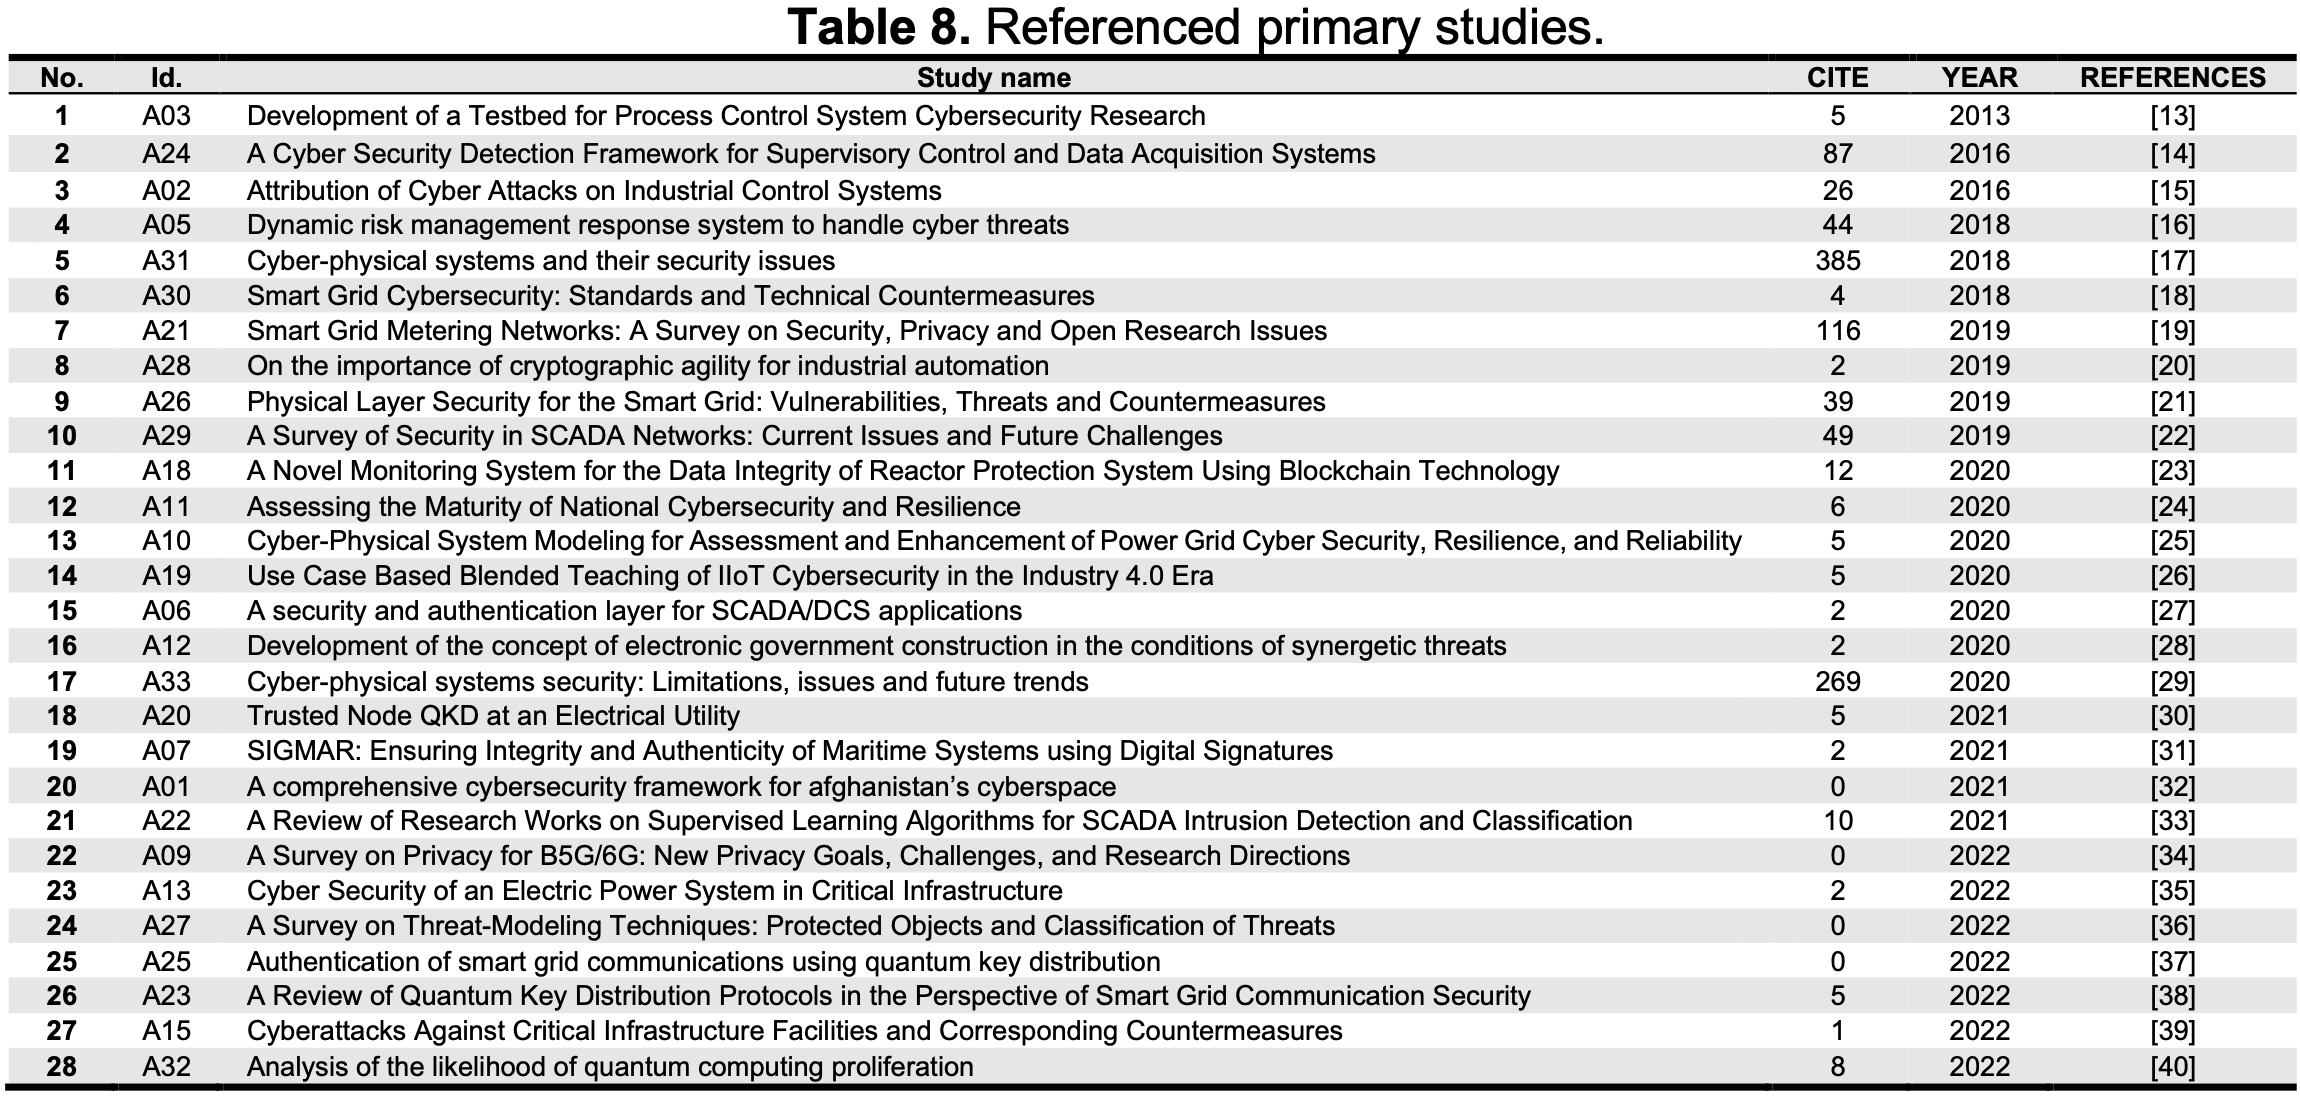 Table 8. Referenced primary studies.
No. Id. Study name CITE YEAR REFERENCES
1 A03 Development of a Testbed for Process Control System Cybersecurity Research 5 2013 [13]
2 A24 A Cyber Security Detection Framework for Supervisory Control and Data Acquisition Systems 87 2016 [14]
3 A02 Attribution of Cyber Attacks on Industrial Control Systems 26 2016 [15]
4 A05 Dynamic risk management response system to handle cyber threats 44 2018 [16]
5 A31 Cyber-physical systems and their security issues 385 2018 [17]
6 A30 Smart Grid Cybersecurity: Standards and Technical Countermeasures 4 2018 [18]
7 A21 Smart Grid Metering Networks: A Survey on Security, Privacy and Open Research Issues 116 2019 [19]
8 A28 On the importance of cryptographic agility for industrial automation 2 2019 [20]
9 A26 Physical Layer Security for the Smart Grid: Vulnerabilities, Threats and Countermeasures 39 2019 [21]
10 A29 A Survey of Security in SCADA Networks: Current Issues and Future Challenges 49 2019 [22]
11 A18 A Novel Monitoring System for the Data Integrity of Reactor Protection System Using Blockchain Technology 12 2020 [23]
12 A11 Assessing the Maturity of National Cybersecurity and Resilience 6 2020 [24]
13 A10 Cyber-Physical System Modeling for Assessment and Enhancement of Power Grid Cyber Security, Resilience, and Reliability 5 2020 [25]
14 A19 Use Case Based Blended Teaching of IIoT Cybersecurity in the Industry 4.0 Era 5 2020 [26]
15 A06 A security and authentication layer for SCADA/DCS applications 2 2020 [27]
16 A12 Development of the concept of electronic government construction in the conditions of synergetic threats 2 2020 [28]
17 A33 Cyber-physical systems security: Limitations, issues and future trends 269 2020 [29]
18 A20 Trusted Node QKD at an Electrical Utility 5 2021 [30]
19 A07 SIGMAR: Ensuring Integrity and Authenticity of Maritime Systems using Digital Signatures 2 2021 [31]
20 A01 A comprehensive cybersecurity framework for afghanistan’s cyberspace 0 2021 [32]
21 A22 A Review of Research Works on Supervised Learning Algorithms for SCADA Intrusion Detection and Classification 10 2021 [33]
22 A09 A Survey on Privacy for B5G/6G: New Privacy Goals, Challenges, and Research Directions 0 2022 [34]
23 A13 Cyber Security of an Electric Power System in Critical Infrastructure 2 2022 [35]
24 A27 A Survey on Threat-Modeling Techniques: Protected Objects and Classification of Threats 0 2022 [36]
25 A25 Authentication of smart grid communications using quantum key distribution 0 2022 [37]
26 A23 A Review of Quantum Key Distribution Protocols in the Perspective of Smart Grid Communication Security 5 2022 [38]
27 A15 Cyberattacks Against Critical Infrastructure Facilities and Corresponding Countermeasures 1 2022 [39]
28 A32 Analysis of the likelihood of quantum computing proliferation 8 2022 [40]